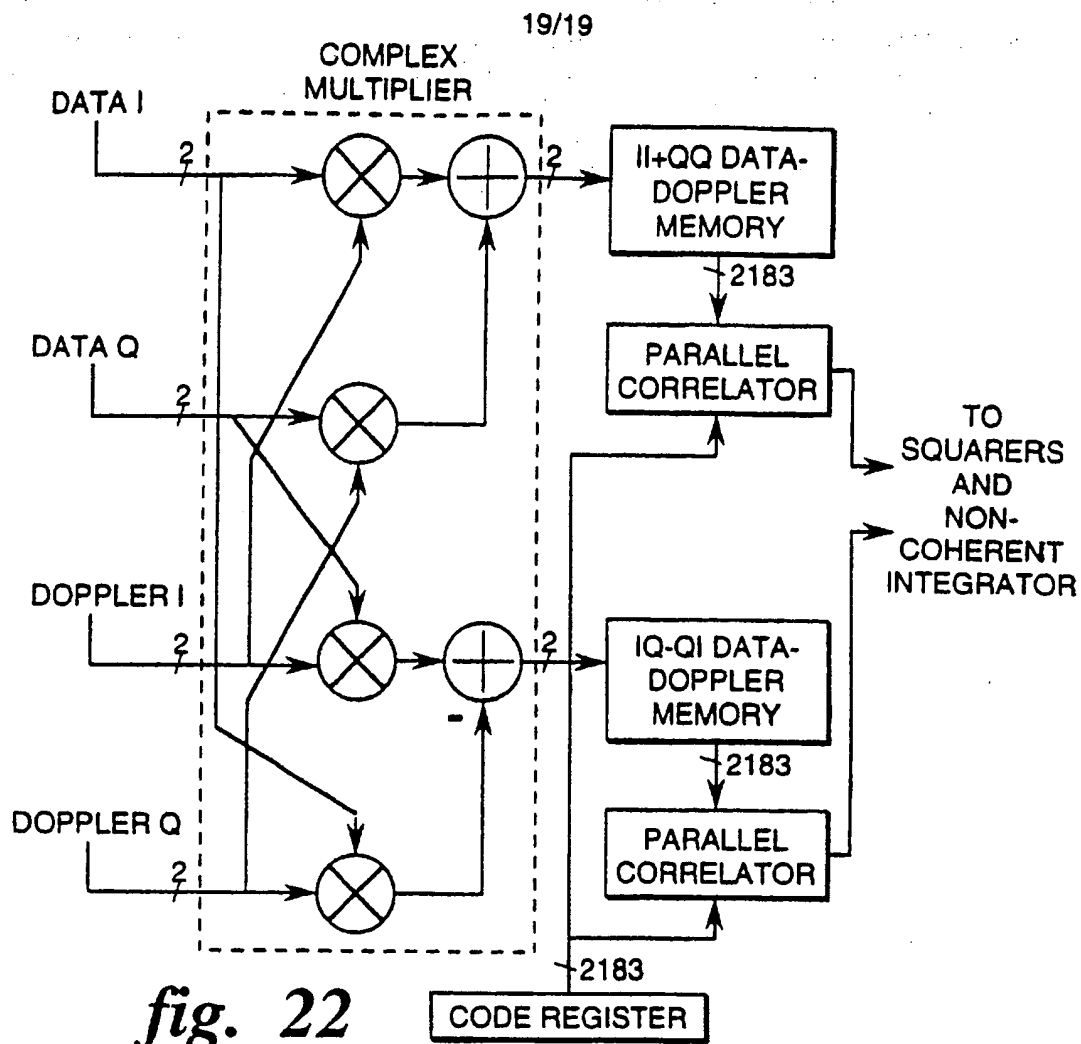 19/19
COMPLEX
MULTIPLIER
DATA I
2
2
II+QQ DATA-
DOPPLER
MEMORY
2183
DATA Q
2
PARALLEL
CORRELATOR
TO
SQUARERS
AND
NON-
COHERENT
INTEGRATOR
DOPPLER I
2
2
IQ-QI DATA-
DOPPLER
MEMORY
-
2183
DOPPLER Q
2
PARALLEL
CORRELATOR
2183
CODE REGISTER
fig. 22